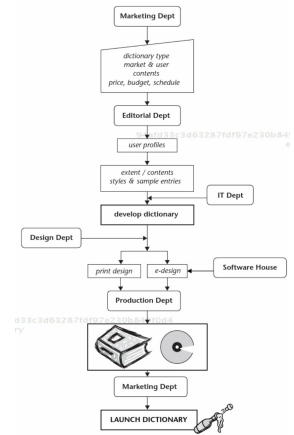 Marketing Dept
dictionary type
market & user
contents
price, budget, schedule
Editorial Dept
user profiles
extent / contents
styles & sample entries
IT Dept
develop dictionary
Design Dept
print design
e-design
Software House
Production Dept
Marketing Dept
LAUNCH DICTIONARY